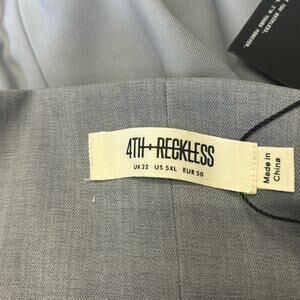 4TH+RECKLESS
UK 22 US 5XL EUR 50
Made in
China